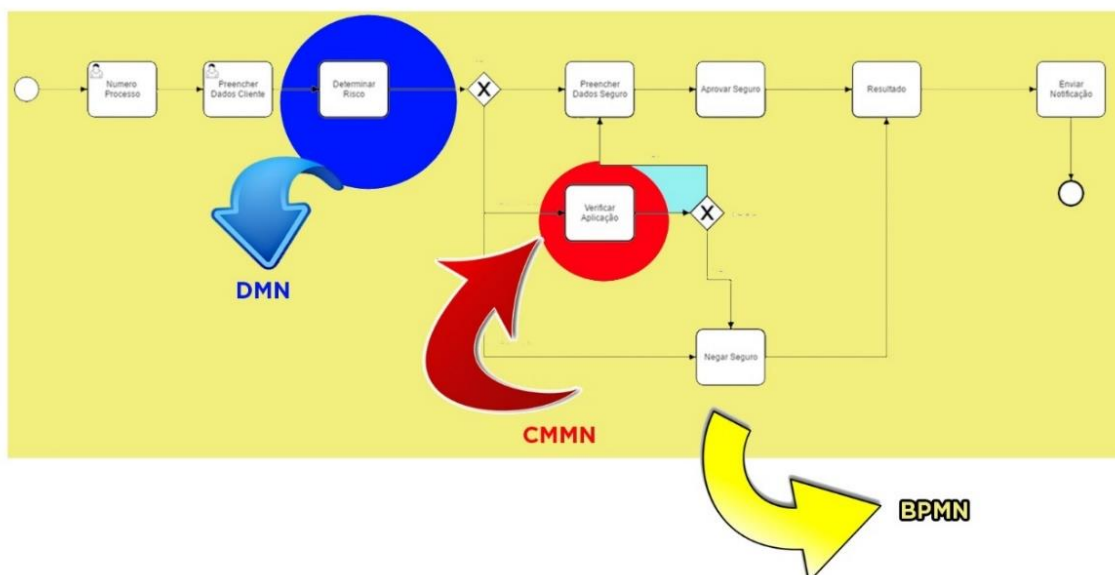 Numero
Processo
Preencher
Dados Cliente
Determinar
Risco
X
Preencher
Dados Seguro
Aprovar Seguro
Resultado
Enviar
Notificação
Verificar
Aplicação
X
DMN
Negar Seguro
CMMN
BPMN